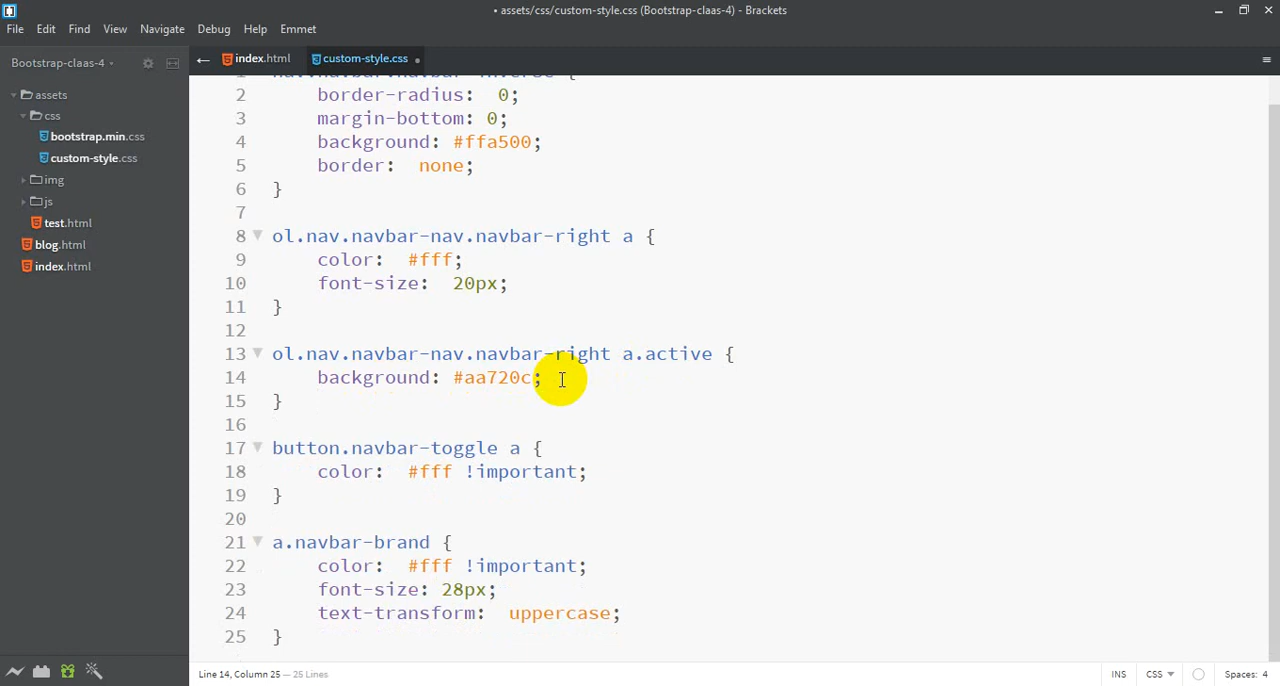 • assets/css/custom-style.css (Bootstrap-claas-4) - Brackets
File Edit Find View Navigate Debug Help Emmet
Bootstrap-claas-4
assets
css
bootstrap.min.css
custom-style.css
img
js
test.html
blog.html
index.html
index.html custom-style.css
2 border-radius: 0;
3 margin-bottom: 0;
4 background: #ffa500;
5 border: none;
6 }
7
8 ol.nav.navbar-nav.navbar-right a {
9 color: #fff;
10 font-size: 20px;
11 }
12
13 ol.nav.navbar-nav.navbar-right a.active {
14 background: #aa720c;
15 }
16
17 button.navbar-toggle a {
18 color: #fff !important;
19 }
20
21 a.navbar-brand {
22 color: #fff !important;
23 font-size: 28px;
24 text-transform: uppercase;
25 }
Line 14, Column 25 — 25 Lines
INS CSS Spaces: 4